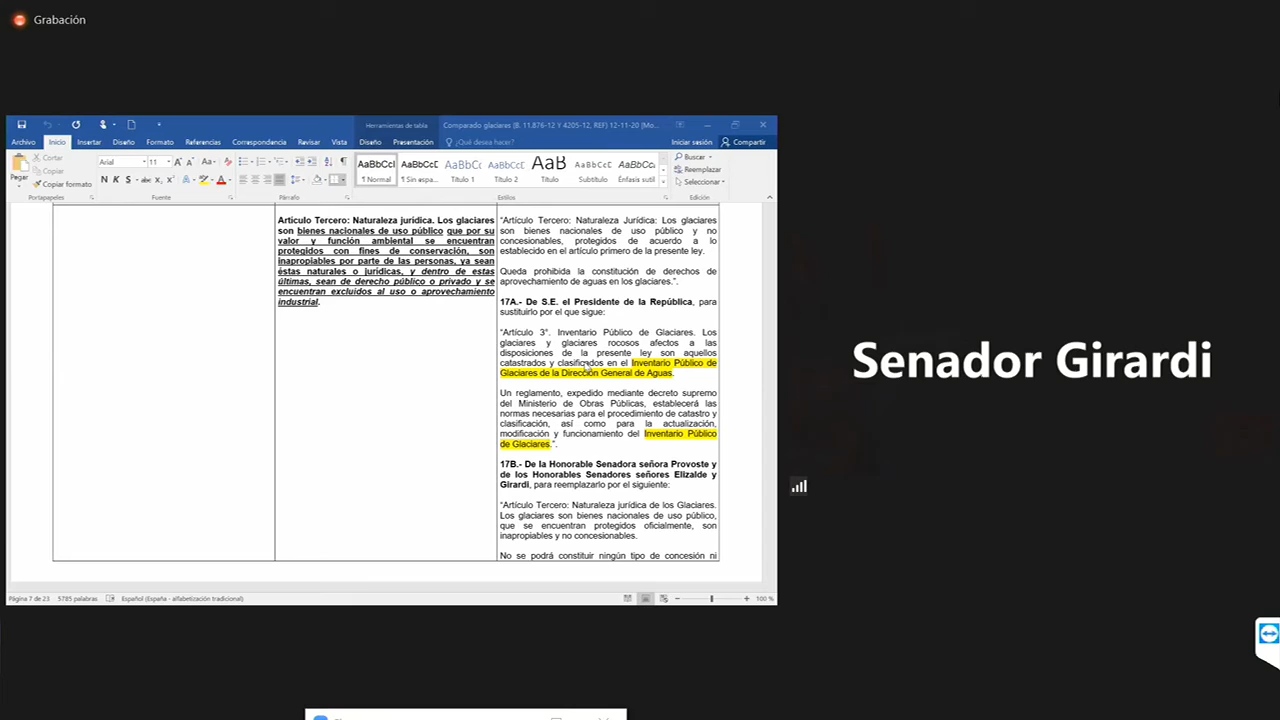 Grabación
Herramientas de tabla
Comparado glaciares (B. 11.876-12 Y 4205-12, REF) 12-11-20 [Mo...
Archivo Inicio Insertar Diseño Formato Referencias Correspondencia Revisar Vista Diseño Presentación ¿Qué desea hacer? Iniciar sesión Compartir
Pegar
Cortar
Copiar
Copiar formato
Portapapeles
Arial 11
N K S abc x₂ x²
Fuente
Párrafo
AaBbCcI AaBbCcD AaBbCc AaBbCcD AaB AaBbCcD AaBbCcD
¶ Normal ¶ Sin espa... Título 1 Título 2 Título Subtítulo Énfasis sutil
Estilos
Buscar
Reemplazar
Seleccionar
Edición
Articulo Tercero: Naturaleza jurídica. Los glaciares
son bienes nacionales de uso público que por su
valor y función ambiental se encuentran
protegidos con fines de conservación, son
inapropiables por parte de las personas, ya sean
éstas naturales o jurídicas, y dentro de estas
últimas, sean de derecho público o privado y se
encuentran excluidos al uso o aprovechamiento
industrial.
“Artículo Tercero: Naturaleza Jurídica: Los glaciares
son bienes nacionales de uso público y no
concesionables, protegidos de acuerdo a lo
establecido en el artículo primero de la presente ley.
Queda prohibida la constitución de derechos de
aprovechamiento de aguas en los glaciares.”.
17A.- De S.E. el Presidente de la República, para
sustituirlo por el que sigue:
“Artículo 3°. Inventario Público de Glaciares. Los
glaciares y glaciares rocosos afectos a las
disposiciones de la presente ley son aquellos
catastrados y clasificados en el Inventario Público de
Glaciares de la Dirección General de Aguas.
Un reglamento, expedido mediante decreto supremo
del Ministerio de Obras Públicas, establecerá las
normas necesarias para el procedimiento de catastro y
clasificación, así como para la actualización,
modificación y funcionamiento del Inventario Público
de Glaciares.”.
17B.- De la Honorable Senadora señora Provoste y
de los Honorables Senadores señores Elizalde y
Girardi, para reemplazarlo por el siguiente:
“Artículo Tercero: Naturaleza jurídica de los Glaciares.
Los glaciares son bienes nacionales de uso público,
que se encuentran protegidos oficialmente, son
inapropiables y no concesionables.
No se podrá constituir ningún tipo de concesión ni
Página 7 de 23 5785 palabras Español (España - alfabetización tradicional) 100 %
Senador Girardi